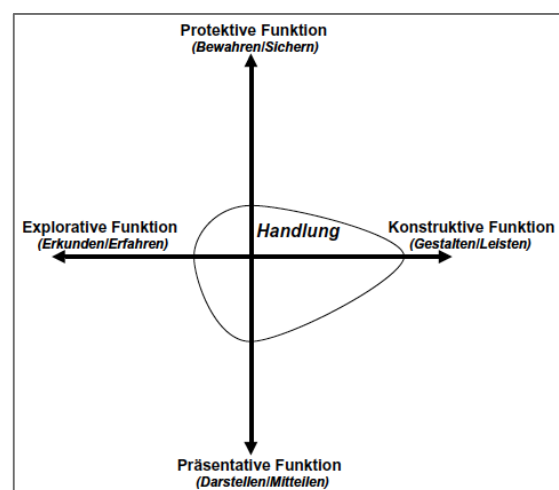 Protektive Funktion
(Bewahren/Sichern)
Explorative Funktion
(Erkunden/Erfahren)
Handlung
Konstruktive Funktion
(Gestalten/Leisten)
Präsentative Funktion
(Darstellen/Mitteilen)